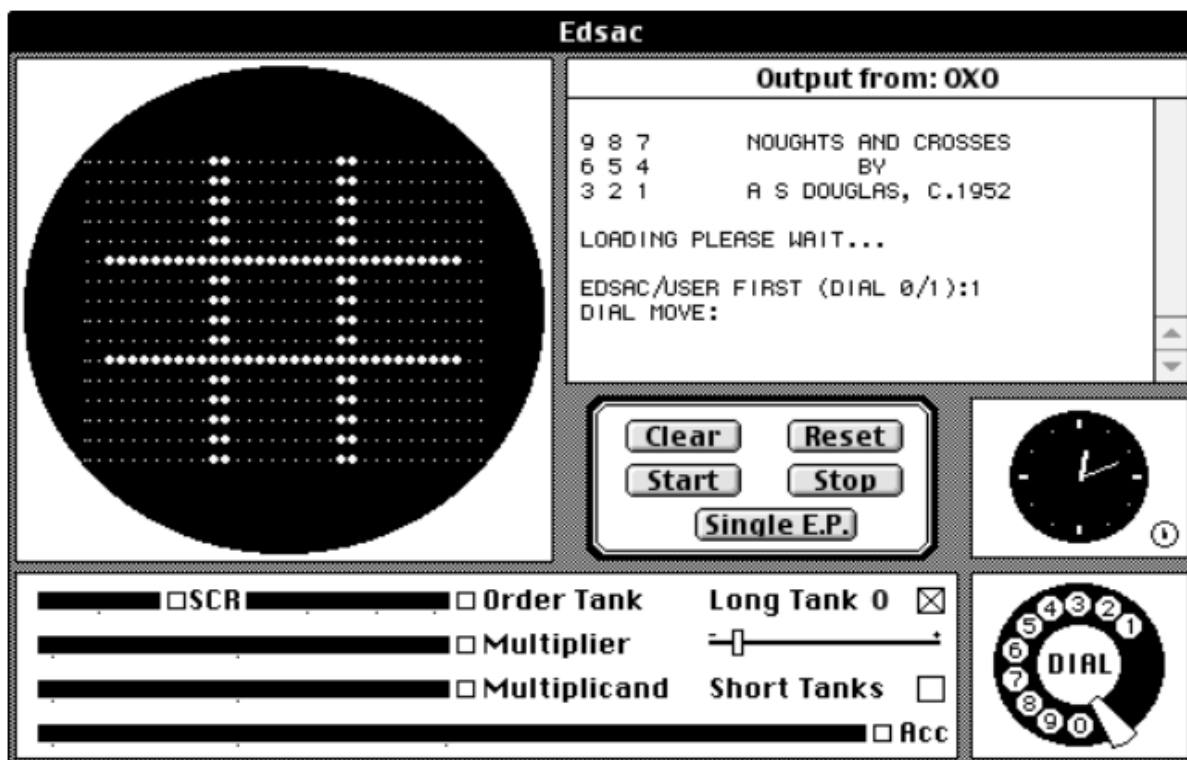 Edsac
Output from: OXO
9 8 7 NOUGHTS AND CROSSES
6 5 4 BY
3 2 1 A S DOUGLAS, C.1952
LOADING PLEASE WAIT...
EDSAC/USER FIRST (DIAL 0/1):1
DIAL MOVE:
Clear Reset
Start Stop
Single E.P.
SCR Order Tank Long Tank 0
Multiplier - +
Multiplicand Short Tanks
Acc
1 2 3 4 5 6 7 8 9 0
DIAL